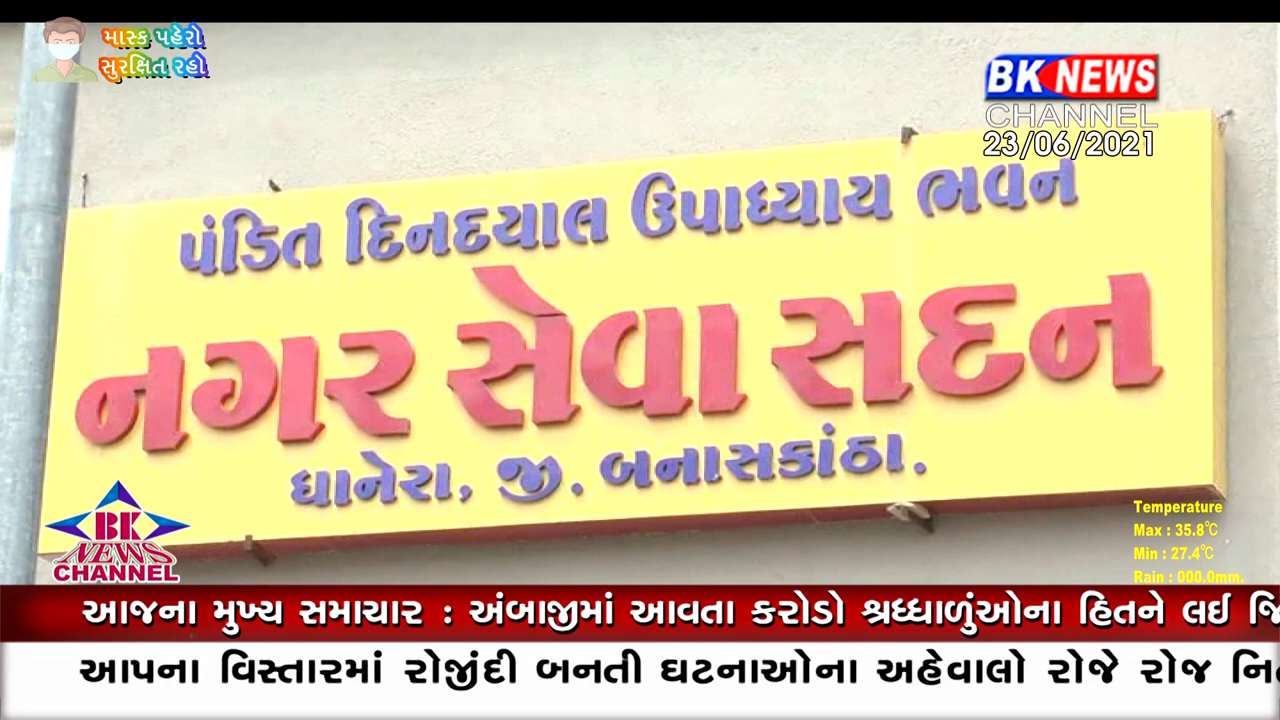 માસ્ક પહેરો
સુરક્ષિત રહો
BK NEWS
CHANNEL
23/06/2021
પંડિત દિનદયાલ ઉપાધ્યાય ભવન
નગર સેવા સદન
ધાનેરા, જી. બનાસકાંઠા.
BK
NEWS
CHANNEL
Temperature
Max : 35.8℃
Min : 27.4℃
Rain : 000.0mm.
આજના મુખ્ય સમાચાર : અંબાજીમાં આવતા કરોડો શ્રધ્ધાળુંઓના હિતને લઈ
આપના વિસ્તારમાં રોજીંદી બનતી ઘટનાઓના અહેવાલો રોજે રોજ